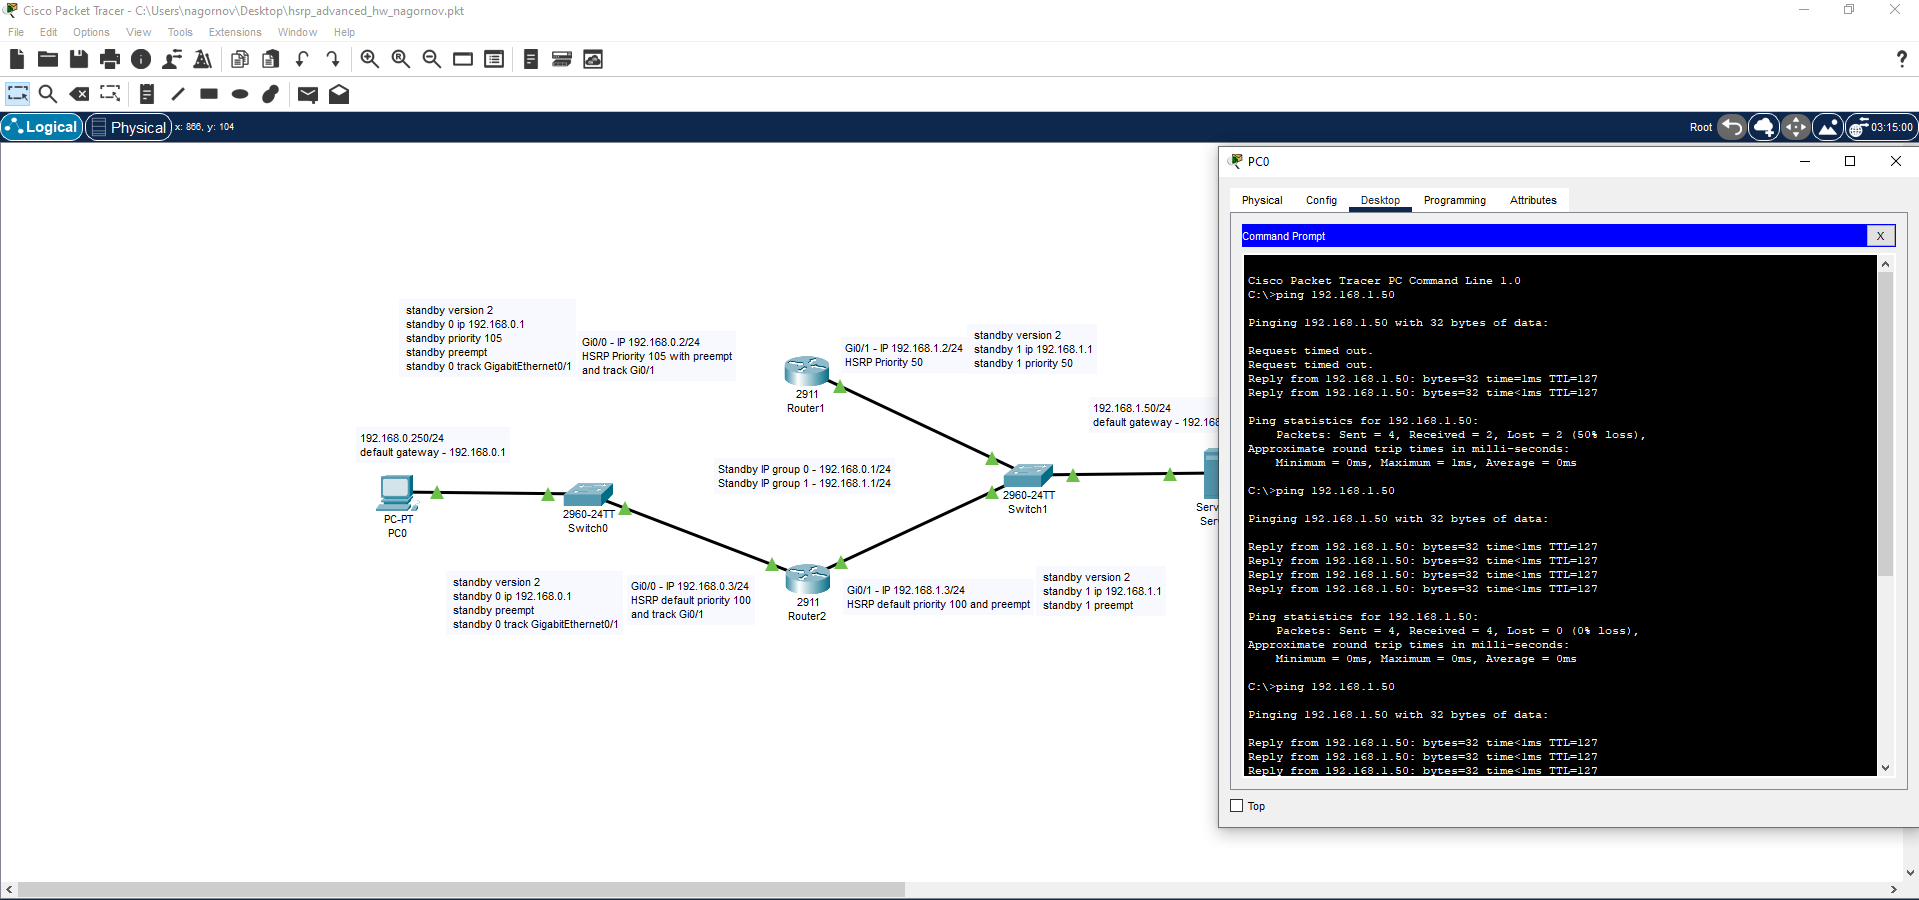 Cisco Packet Tracer - C:\Users\nagornov\Desktop\hsrp_advanced_hw_nagornov.pkt
File Edit Options View Tools Extensions Window Help
?
Logical Physical x: 866, y: 104
Root 03:15:00
standby version 2
standby 0 ip 192.168.0.1
standby priority 105
standby preempt
standby 0 track GigabitEthernet0/1
Gi0/0 - IP 192.168.0.2/24
HSRP Priority 105 with preempt
and track Gi0/1
2911
Router1
Gi0/1 - IP 192.168.1.2/24
HSRP Priority 50
standby version 2
standby 1 ip 192.168.1.1
standby 1 priority 50
192.168.1.50/24
default gateway - 192.168
192.168.0.250/24
default gateway - 192.168.0.1
PC-PT
PC0
2960-24TT
Switch0
Standby IP group 0 - 192.168.0.1/24
Standby IP group 1 - 192.168.1.1/24
2960-24TT
Switch1
Serv
Ser
standby version 2
standby 0 ip 192.168.0.1
standby preempt
standby 0 track GigabitEthernet0/1
Gi0/0 - IP 192.168.0.3/24
HSRP default priority 100
and track Gi0/1
2911
Router2
Gi0/1 - IP 192.168.1.3/24
HSRP default priority 100 and preempt
standby version 2
standby 1 ip 192.168.1.1
standby 1 preempt
PC0
Physical Config Desktop Programming Attributes
Command Prompt X
Cisco Packet Tracer PC Command Line 1.0
C:\>ping 192.168.1.50
Pinging 192.168.1.50 with 32 bytes of data:
Request timed out.
Request timed out.
Reply from 192.168.1.50: bytes=32 time=1ms TTL=127
Reply from 192.168.1.50: bytes=32 time<1ms TTL=127
Ping statistics for 192.168.1.50:
Packets: Sent = 4, Received = 2, Lost = 2 (50% loss),
Approximate round trip times in milli-seconds:
Minimum = 0ms, Maximum = 1ms, Average = 0ms
C:\>ping 192.168.1.50
Pinging 192.168.1.50 with 32 bytes of data:
Reply from 192.168.1.50: bytes=32 time<1ms TTL=127
Reply from 192.168.1.50: bytes=32 time<1ms TTL=127
Reply from 192.168.1.50: bytes=32 time<1ms TTL=127
Reply from 192.168.1.50: bytes=32 time<1ms TTL=127
Ping statistics for 192.168.1.50:
Packets: Sent = 4, Received = 4, Lost = 0 (0% loss),
Approximate round trip times in milli-seconds:
Minimum = 0ms, Maximum = 0ms, Average = 0ms
C:\>ping 192.168.1.50
Pinging 192.168.1.50 with 32 bytes of data:
Reply from 192.168.1.50: bytes=32 time<1ms TTL=127
Reply from 192.168.1.50: bytes=32 time<1ms TTL=127
Reply from 192.168.1.50: bytes=32 time<1ms TTL=127
Top